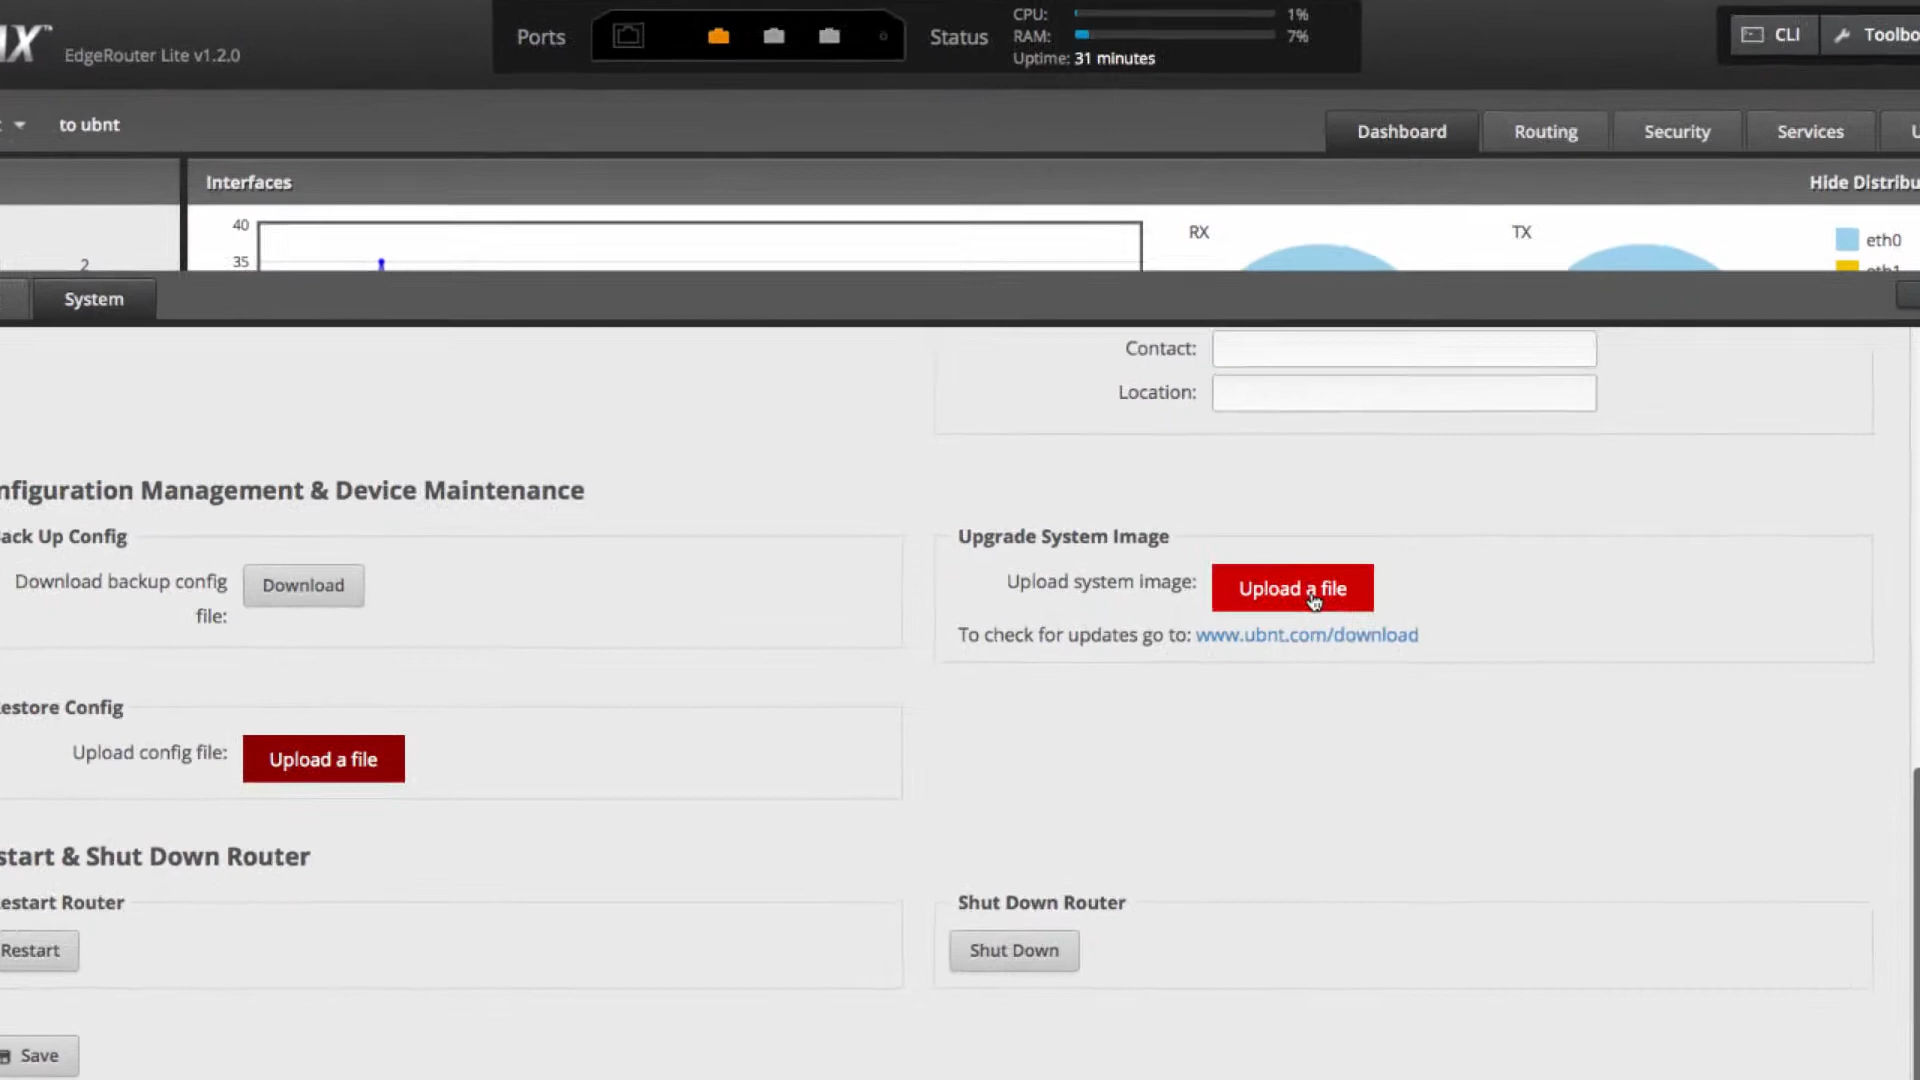 EdgeRouter Lite v1.2.0
Ports
Status
CPU: 1%
RAM: 7%
Uptime: 31 minutes
CLI
Toolbo
to ubnt
Dashboard
Routing
Security
Services
U
Interfaces
Hide Distribu
40
35
2
RX
TX
eth0
eth1
System
Contact:
Location:
nfiguration Management & Device Maintenance
ack Up Config
Download backup config
file:
Download
Upgrade System Image
Upload system image:
Upload a file
To check for updates go to: www.ubnt.com/download
estore Config
Upload config file:
Upload a file
start & Shut Down Router
estart Router
Restart
Shut Down Router
Shut Down
Save